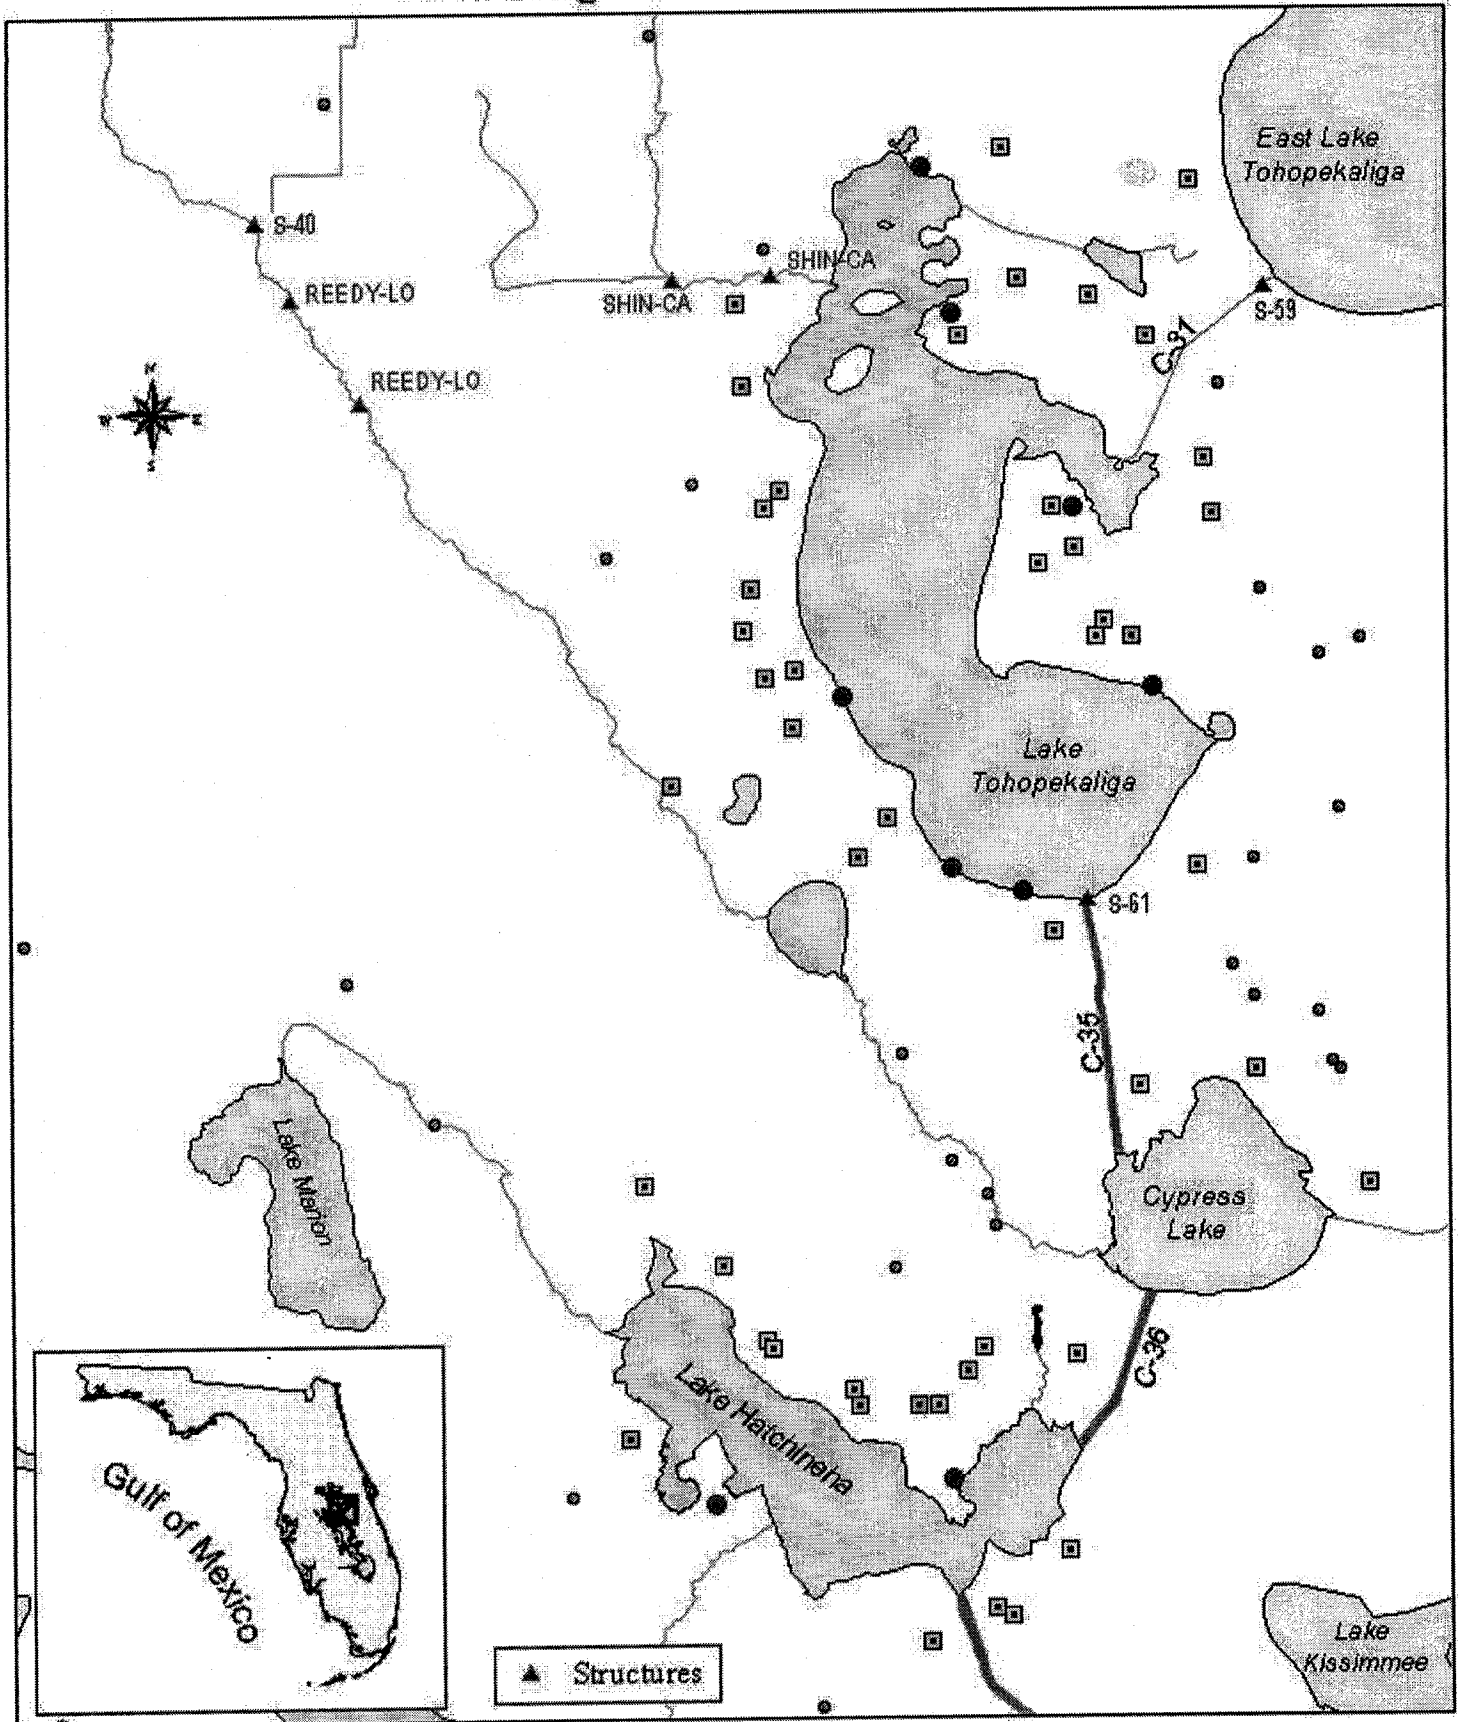 East Lake
Tohopekaliga
S-40
SHIN-CA
REEDY-LO
SHIN-CA
S-59
C-31
REEDY-LO
N
W
E
S
Lake
Tohopekaliga
S-61
C-35
Lake Marion
Cypress
Lake
C-36
Lake Hatchineha
Gulf of Mexico
Lake
Kissimmee
Structures